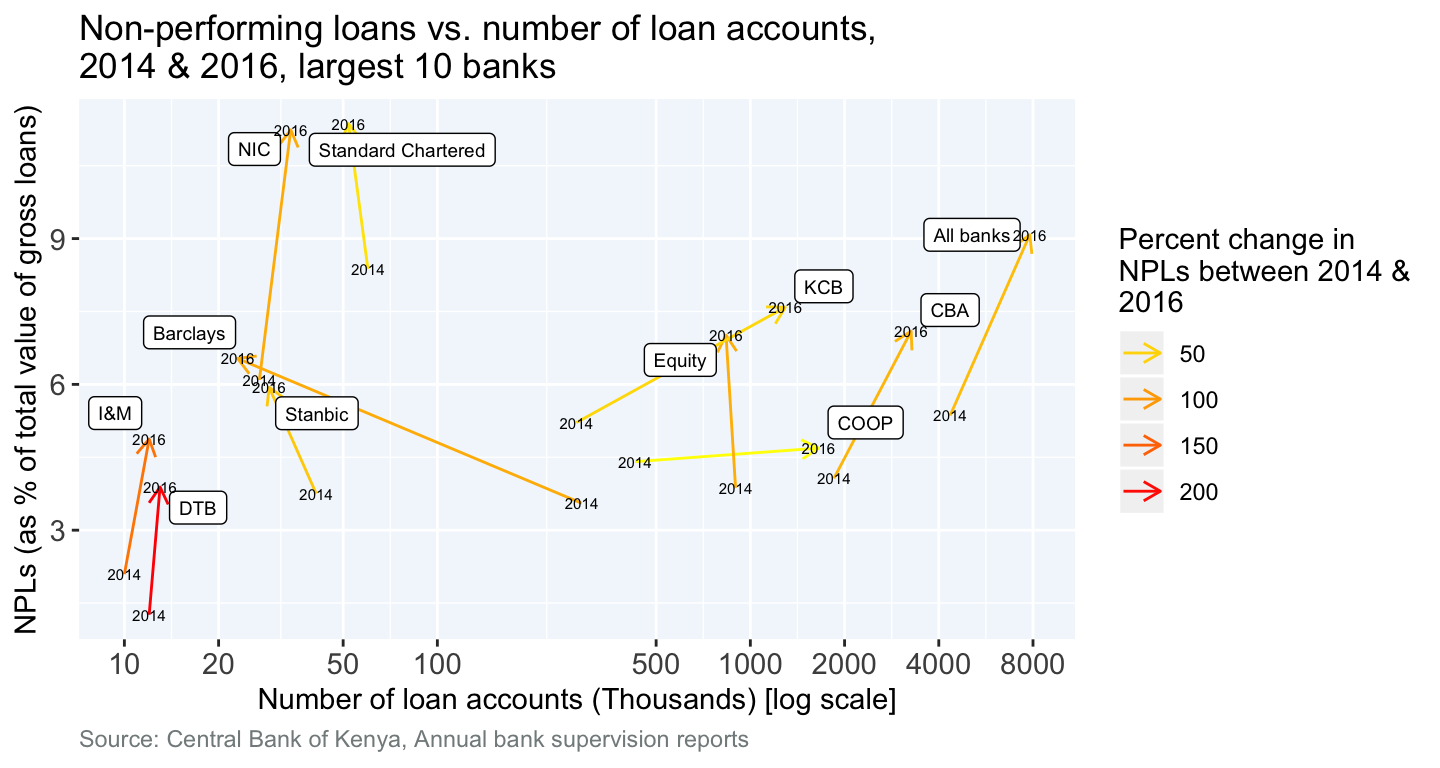 Non-performing loans vs. number of loan accounts,
2014 & 2016, largest 10 banks
NPLs (as % of total value of gross loans)
9
6
3
2016
2016
NIC
Standard Chartered
2014
All banks
2016
KCB
2016
CBA
2016
2016
Barclays
2016
Equity
2014
2016
I&M
Stanbic
2014
2014
COOP
2016
2016
2014
2014
2016
2014
2014
2014
2014
DTB
2014
2014
10
20
50
100
500
1000
2000
4000
8000
Number of loan accounts (Thousands) [log scale]
Source: Central Bank of Kenya, Annual bank supervision reports
Percent change in
NPLs between 2014 &
2016
50
100
150
200